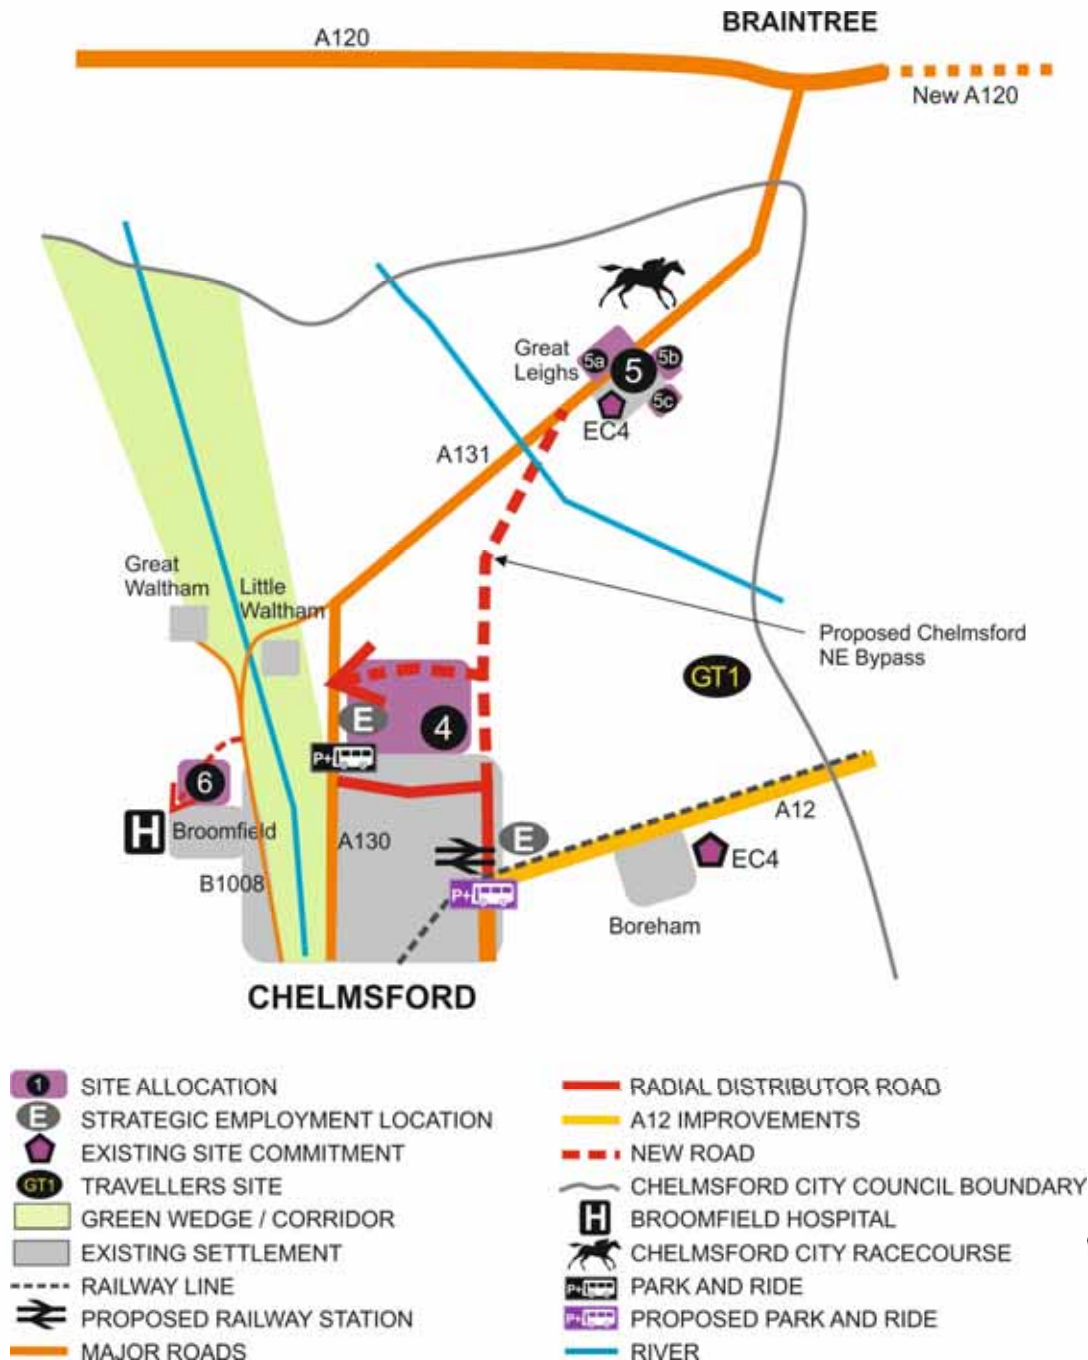 BRAINTREE
A120
New A120
Great
Leighs
5a
5
5b
5c
EC4
A131
Great
Waltham
Little
Waltham
Proposed Chelmsford
NE Bypass
GT1
E
4
P+
6
H
Broomfield
A130
E
A12
EC4
B1008
P+
Boreham
CHELMSFORD
1 SITE ALLOCATION
E STRATEGIC EMPLOYMENT LOCATION
EXISTING SITE COMMITMENT
GT1 TRAVELLERS SITE
GREEN WEDGE / CORRIDOR
EXISTING SETTLEMENT
RAILWAY LINE
PROPOSED RAILWAY STATION
MAJOR ROADS
RADIAL DISTRIBUTOR ROAD
A12 IMPROVEMENTS
NEW ROAD
CHELMSFORD CITY COUNCIL BOUNDARY
H BROOMFIELD HOSPITAL
CHELMSFORD CITY RACECOURSE
P+ PARK AND RIDE
P+ PROPOSED PARK AND RIDE
RIVER